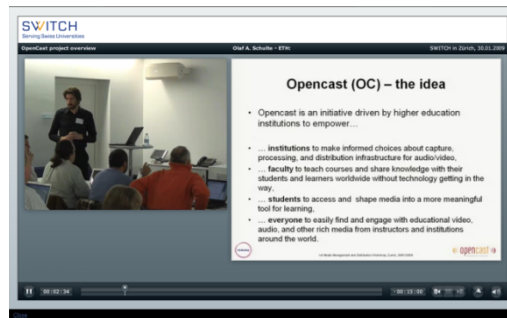 SWITCH
Serving Swiss Universities
OpenCast project overview
Olaf A. Schulte - ETHZ
SWITCH in Zürich, 30.01.2009
Opencast (OC) – the idea
• Opencast is an initiative driven by higher education
institutions to empower…
• … institutions to make informed choices about capture,
processing, and distribution infrastructure for audio/video,
• … faculty to teach courses and share knowledge with their
students and learners worldwide without technology getting in the
way,
• … students to access and shape media into a more meaningful
tool for learning,
• … everyone to easily find and engage with educational video,
audio, and other rich media from instructors and institutions
around the world.
opencast
00:02:34
Close